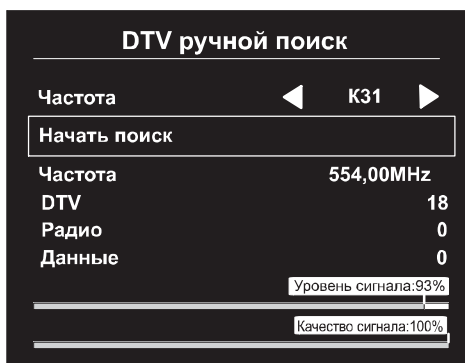 DTV ручной поиск
Частота K31
Начать поиск
Частота 554,00MHz
DTV 18
Радио 0
Данные 0
Уровень сигнала:93%
Качество сигнала:100%